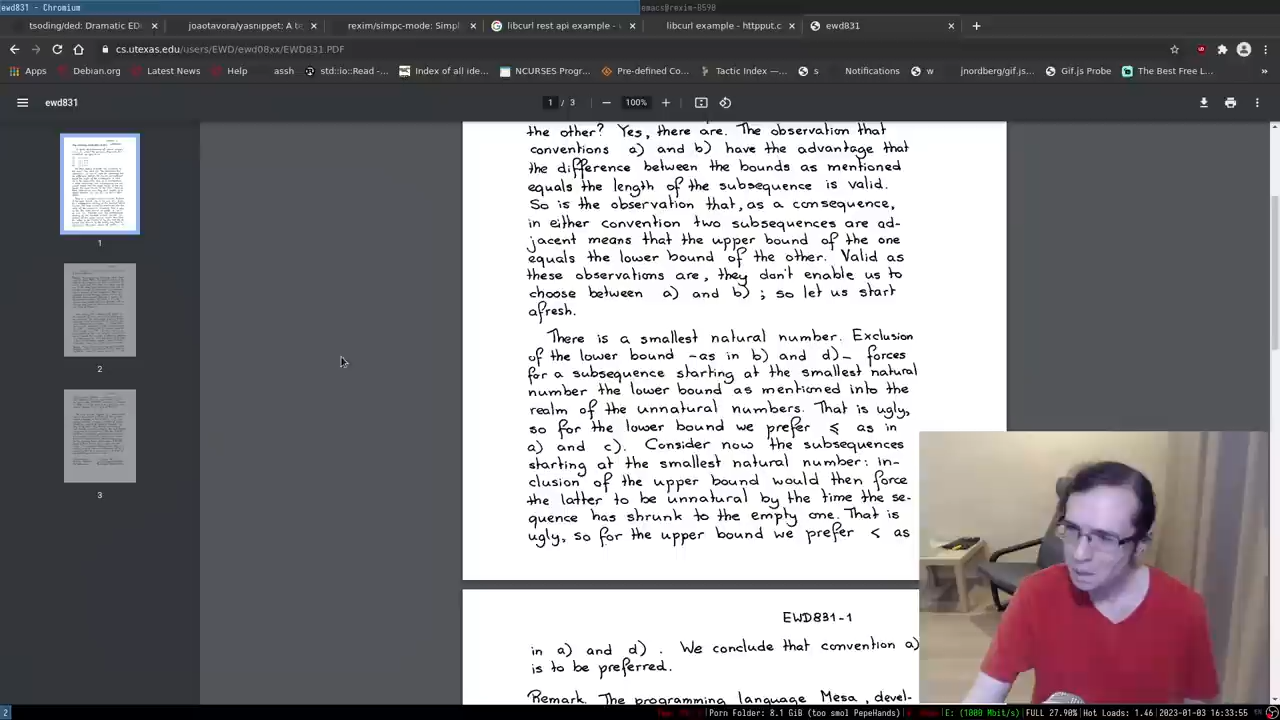 ewd831 - Chromium
emacs@rexim-B590
tsoding/ded: Dramatic ED
joaotavora/yasnippet: A te
rexim/simpc-mode: Simpl
libcurl rest api example -
libcurl example - httpput.c
ewd831
cs.utexas.edu/users/EWD/ewd08xx/EWD831.PDF
Apps
Debian.org
Latest News
Help
assh
std::io::Read -...
Index of all ide...
NCURSES Progr...
Pre-defined Co...
Tactic Index —...
s
Notifications
w
jnordberg/gif.js...
Gif.js Probe
The Best Free L...
ewd831
1 / 3
100%
the other? Yes, there are. The observation that
conventions a) and b) have the advantage that
the difference between the bounds as mentioned
equals the length of the subsequence is valid.
So is the observation that, as a consequence,
in either convention two subsequences are ad-
jacent means that the upper bound of the one
equals the lower bound of the other. Valid as
these observations are, they don't enable us to
choose between a) and b) ; so let us start
afresh.
There is a smallest natural number. Exclusion
of the lower bound -as in b) and d)- forces
for a subsequence starting at the smallest natural
number the lower bound as mentioned into the
realm of the unnatural numbers. That is ugly,
so for the lower bound we prefer ≤ as in
a) and c). Consider now the subsequences
starting at the smallest natural number: in-
clusion of the upper bound would then force
the latter to be unnatural by the time the se-
quence has shrunk to the empty one. That is
ugly, so for the upper bound we prefer < as
EWD831-1
in a) and d) . We conclude that convention a)
is to be preferred.
Remark. The programming language Mesa, devel-
1
2
3
2
Porn Folder: 8.1 GiB (too smol PepeHands)
E: (1000 Mbit/s)
FULL 27.90%
Hot Loads: 1.46
2023-01-03 16:33:55